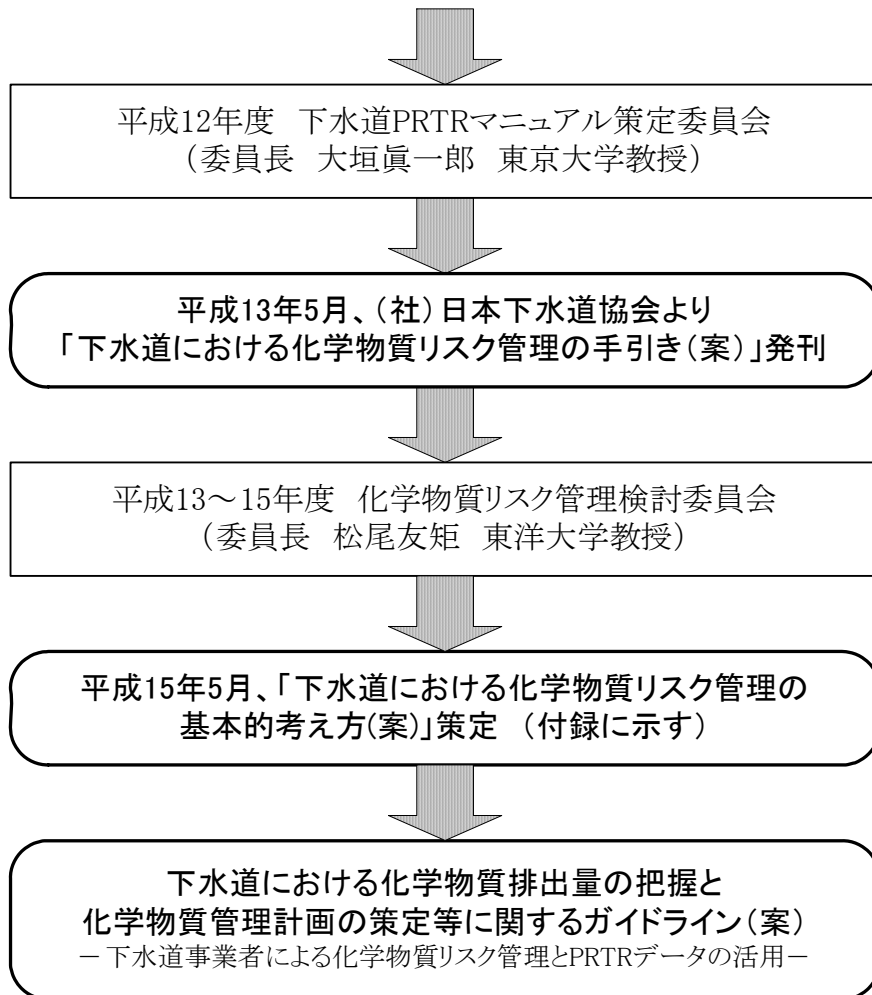 平成12年度　下水道PRTRマニュアル策定委員会
（委員長　大垣眞一郎　東京大学教授）
平成13年5月、（社）日本下水道協会より
「下水道における化学物質リスク管理の手引き（案）」発刊
平成13～15年度　化学物質リスク管理検討委員会
（委員長　松尾友矩　東洋大学教授）
平成15年5月、「下水道における化学物質リスク管理の
基本的考え方(案)」策定　（付録に示す）
下水道における化学物質排出量の把握と
化学物質管理計画の策定等に関するガイドライン（案）
－下水道事業者による化学物質リスク管理とPRTRデータの活用－